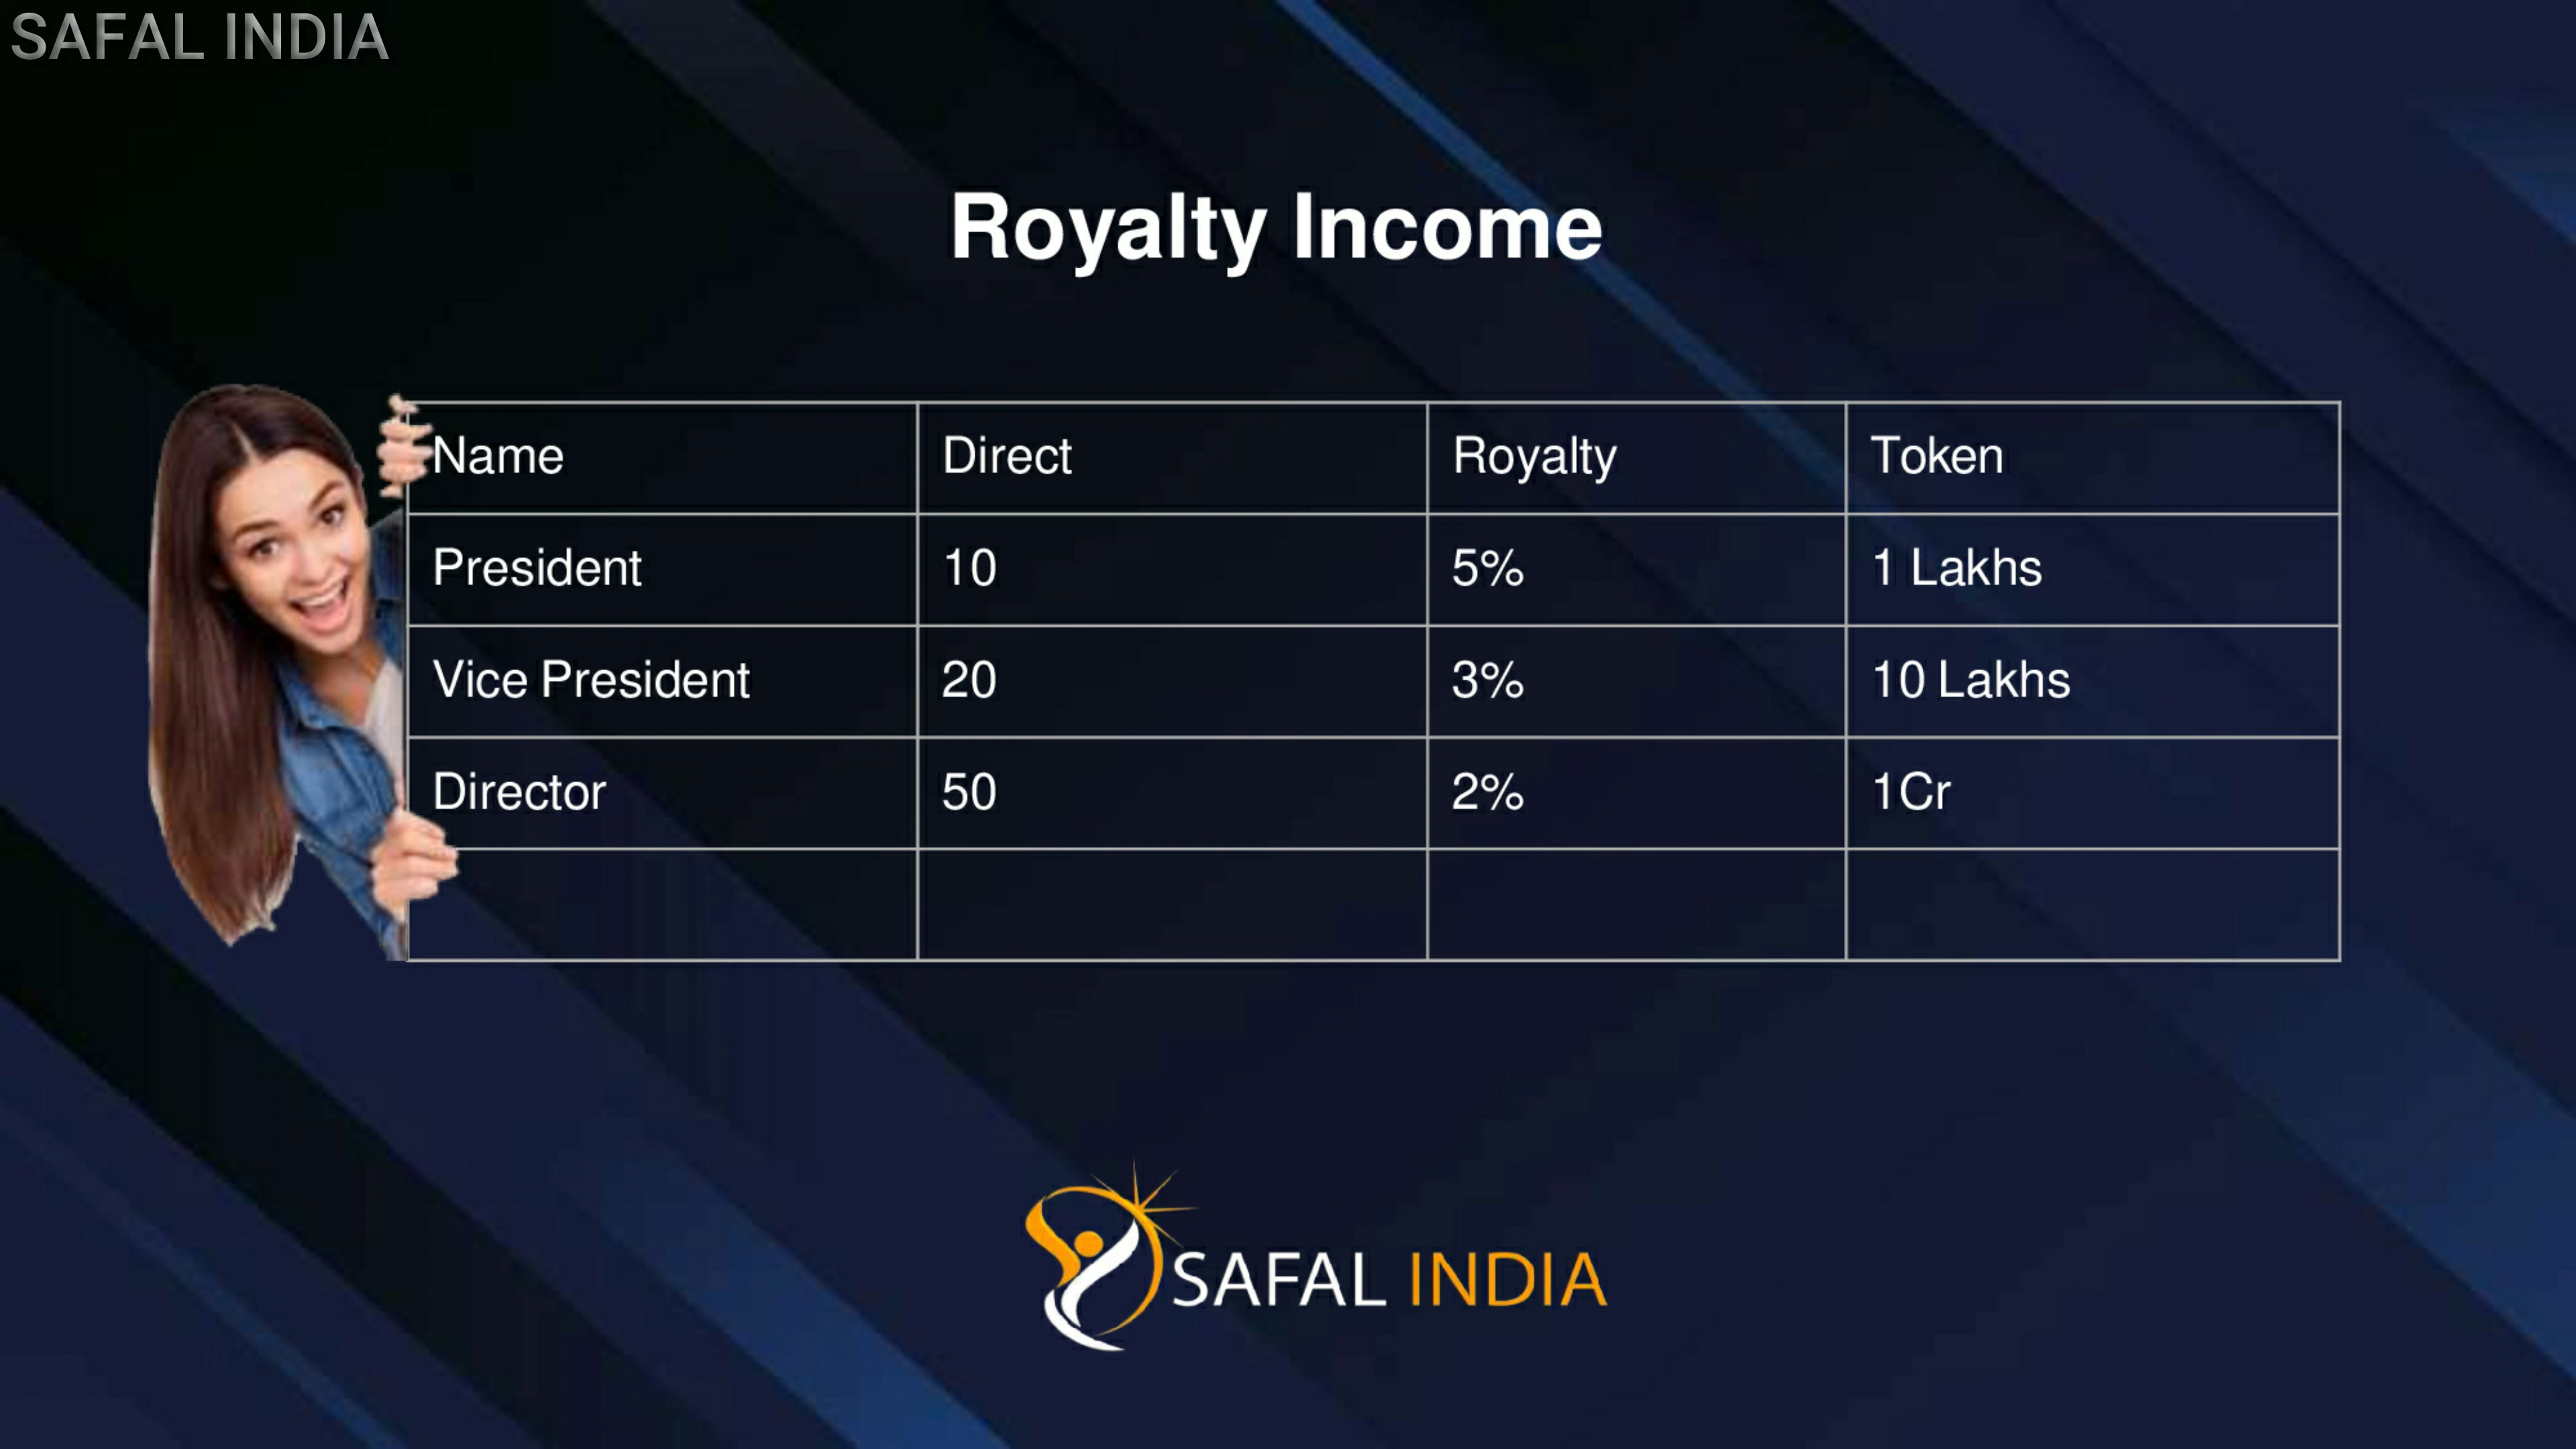 SAFAL INDIA
Royalty Income
Name Direct Royalty Token
President 10 5% 1 Lakhs
Vice President 20 3% 10 Lakhs
Director 50 2% 1Cr
SAFAL INDIA